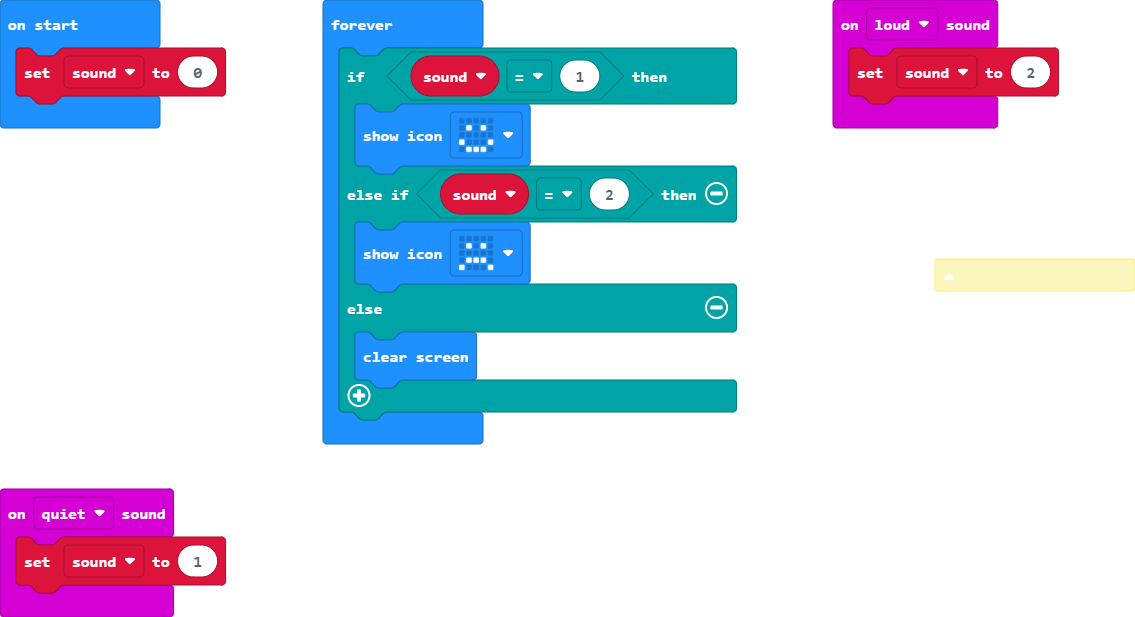 on start
set sound to 0
forever
if sound = 1 then
show icon
else if sound = 2 then
show icon
else
clear screen
on loud sound
set sound to 2
on quiet sound
set sound to 1